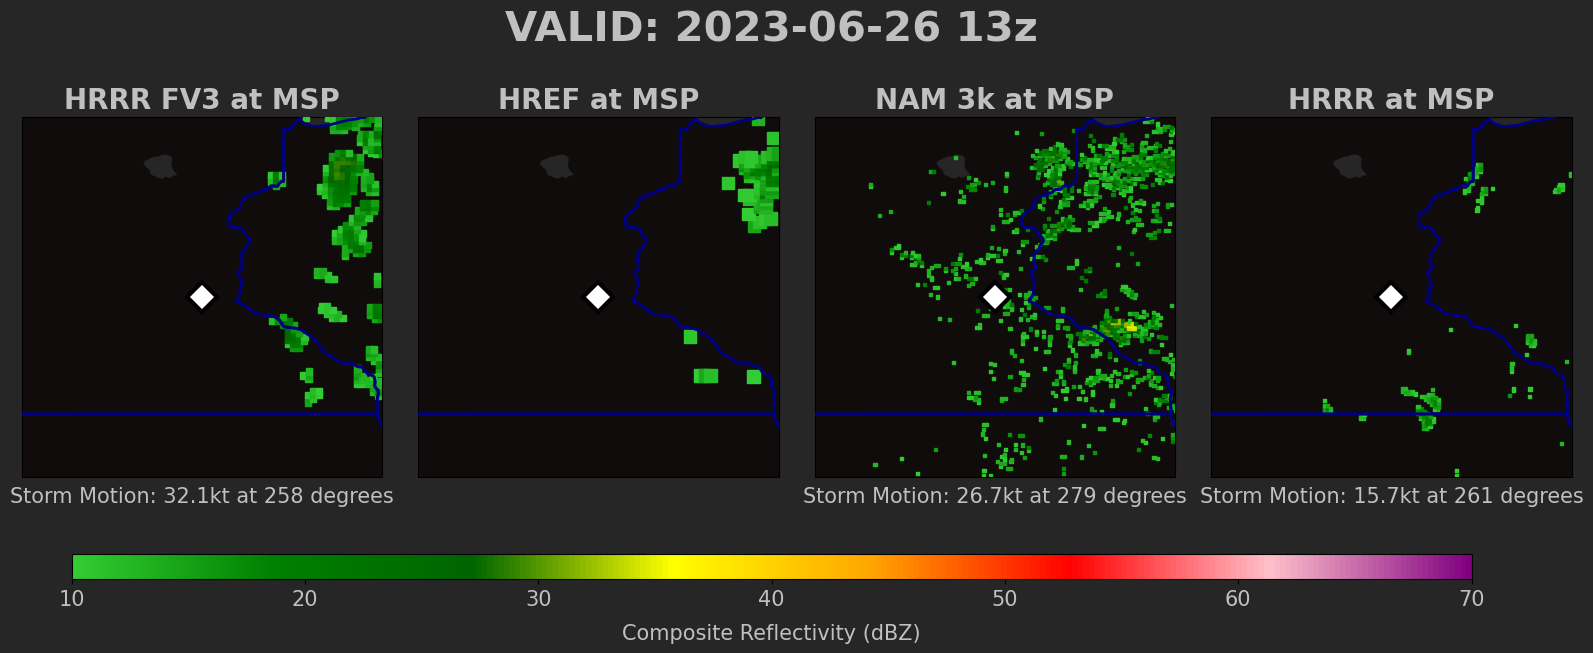 VALID: 2023-06-26 13z
HRRR FV3 at MSP
HREF at MSP
NAM 3k at MSP
HRRR at MSP
Storm Motion: 32.1kt at 258 degrees
Storm Motion: 26.7kt at 279 degrees
Storm Motion: 15.7kt at 261 degrees
10 20 30 40 50 60 70
Composite Reflectivity (dBZ)